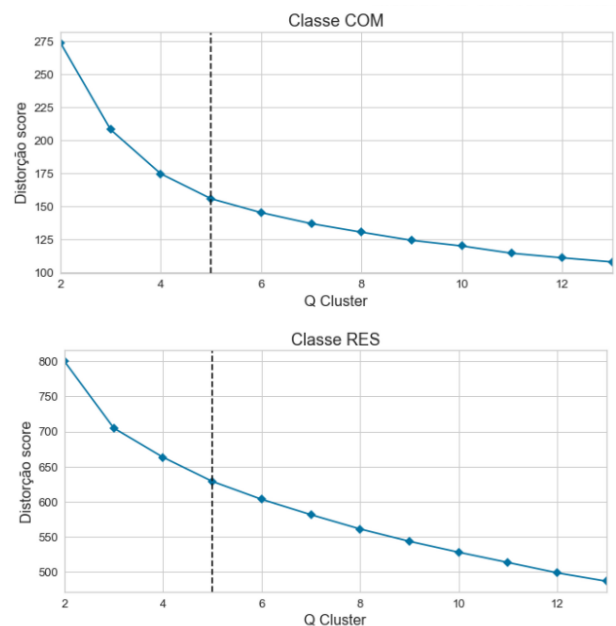 Classe COM
275
250
225
200
175
150
125
100
Distorção score
2 4 6 8 10 12
Q Cluster
Classe RES
800
750
700
650
600
550
500
Distorção score
2 4 6 8 10 12
Q Cluster